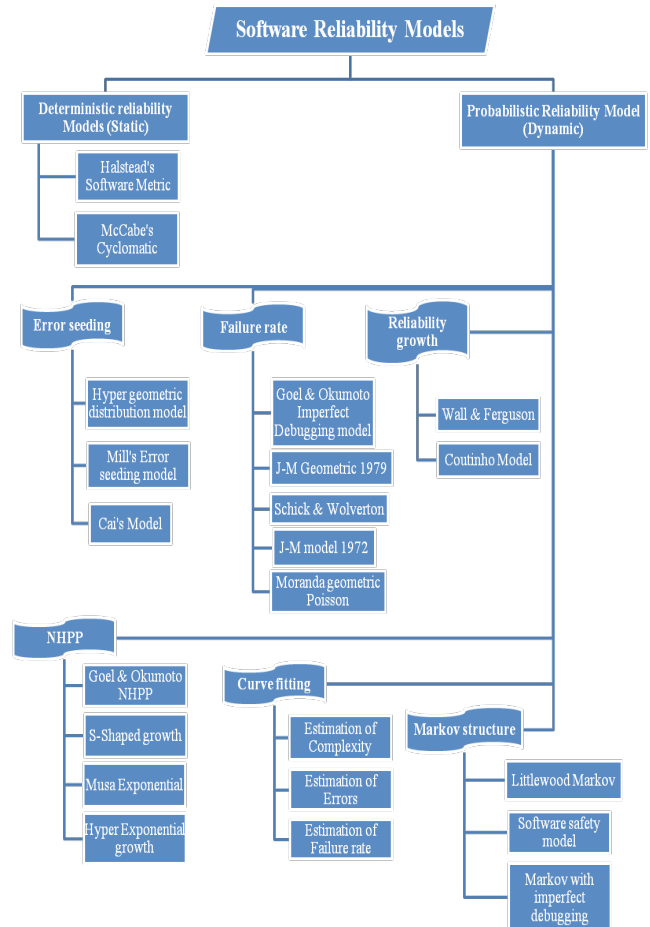 Software Reliability Models
Deterministic reliability
Models (Static)
Probabilistic Reliability Model
(Dynamic)
Halstead's
Software Metric
McCabe's
Cyclomatic
Error seeding
Failure rate
Reliability
growth
Hyper geometric
distribution model
Mill's Error
seeding model
Cai's Model
Goel & Okumoto
Imperfect
Debugging model
J-M Geometric 1979
Schick & Wolverton
J-M model 1972
Moranda geometric
Poisson
Wall & Ferguson
Coutinho Model
NHPP
Goel & Okumoto
NHPP
S-Shaped growth
Musa Exponential
Hyper Exponential
growth
Curve fitting
Estimation of
Complexity
Estimation of
Errors
Estimation of
Failure rate
Markov structure
Littlewood Markov
Software safety
model
Markov with
imperfect
debugging